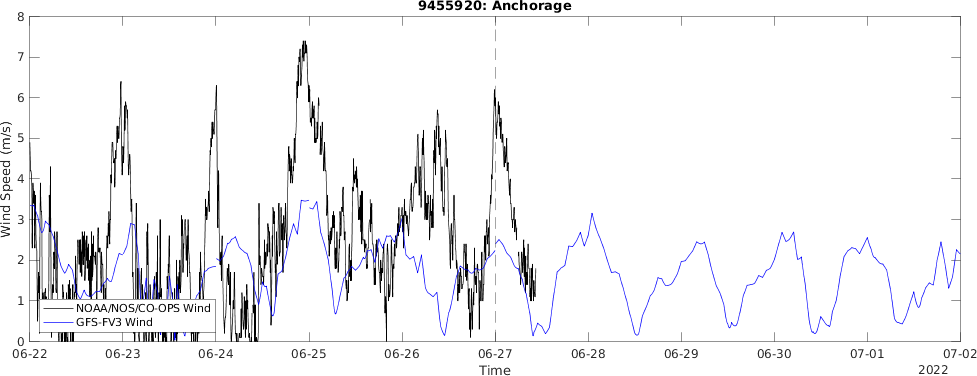 9455920: Anchorage
8
7
6
5
4
3
2
1
0
Wind Speed (m/s)
NOAA/NOS/CO-OPS Wind
GFS-FV3 Wind
06-22 06-23 06-24 06-25 06-26 06-27 06-28 06-29 06-30 07-01 07-02
Time
2022